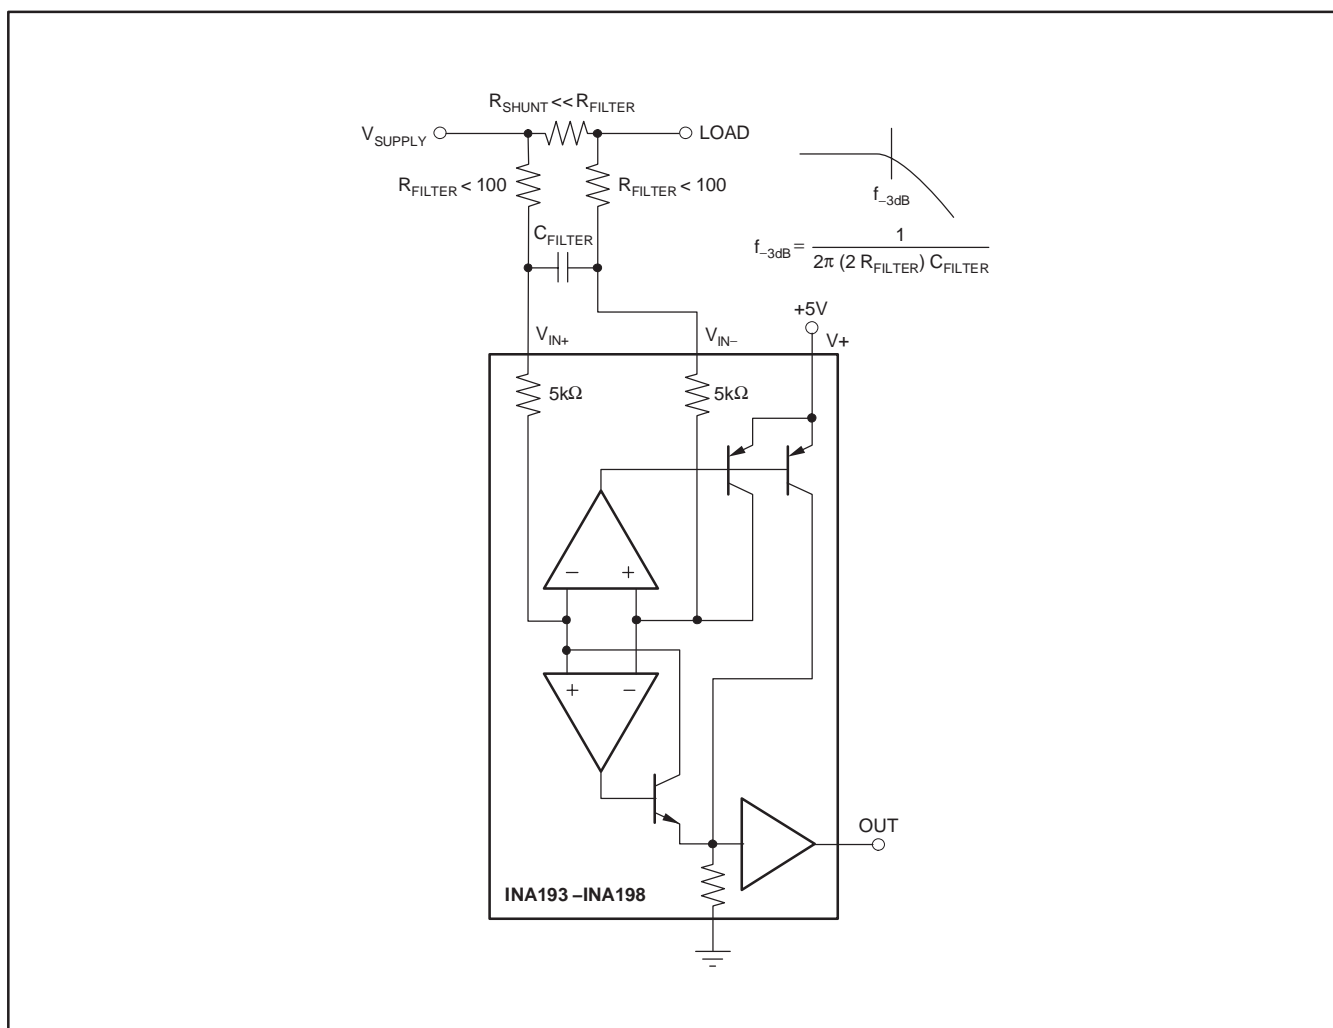 R_SHUNT << R_FILTER
V_SUPPLY
LOAD
R_FILTER < 100
R_FILTER < 100
f_−3dB
C_FILTER
f_−3dB = 1 / 2π (2 R_FILTER) C_FILTER
+5V
V_IN+
V_IN−
V+
5kΩ
5kΩ
− +
+ −
OUT
INA193 −INA198